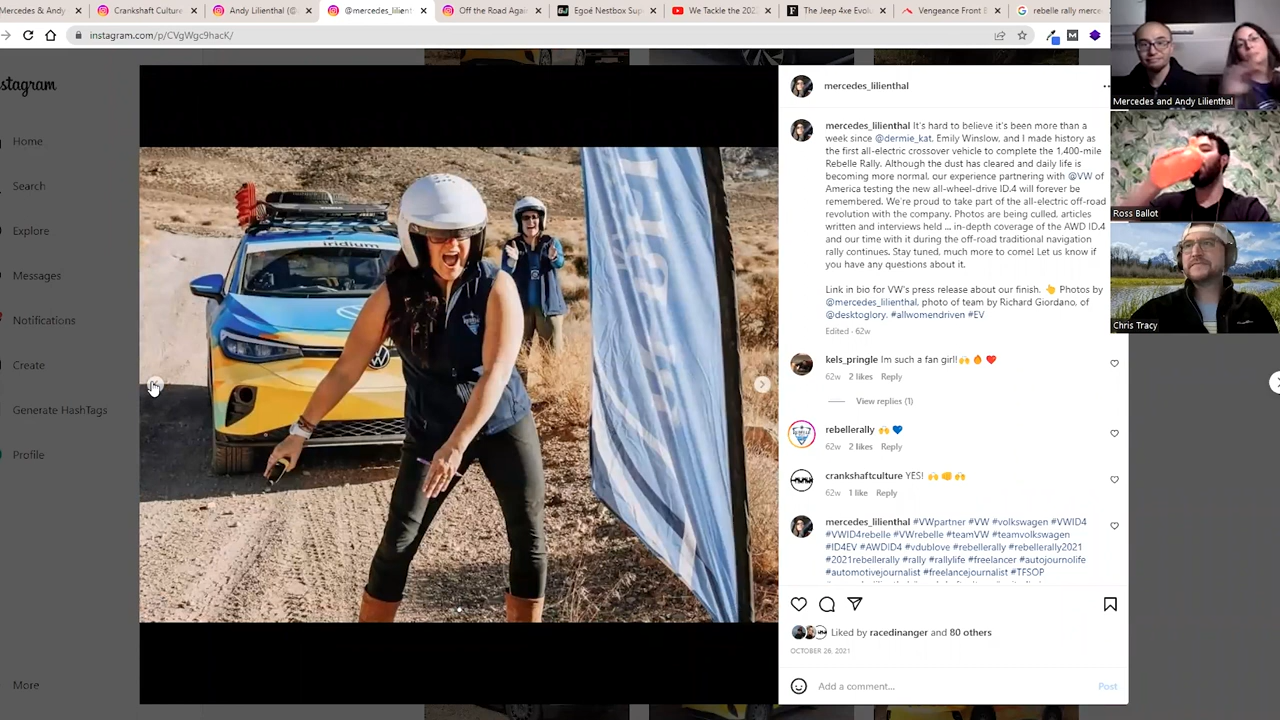 Mercedes & Andy
Crankshaft Culture
Andy Lilienthal (@
@mercedes_lilien
Off the Road Again
Egoé Nestbox Sup
We Tackle the 202
The Jeep 4xe Evolu
Vengeance Front B
rebelle rally merce
instagram.com/p/CVgWgc9hacK/
stagram
Home
Search
Explore
Messages
Notifications
Create
Generate HashTags
Profile
More
iridium
mercedes_lilienthal
mercedes_lilienthal It's hard to believe it's been more than a
week since @dermie_kat, Emily Winslow, and I made history as
the first all-electric crossover vehicle to complete the 1,400-mile
Rebelle Rally. Although the dust has cleared and daily life is
becoming more normal, our experience partnering with @VW of
America testing the new all-wheel-drive ID.4 will forever be
remembered. We're proud to take part of the all-electric off-road
revolution with the company. Photos are being culled, articles
written and interviews held ... in-depth coverage of the AWD ID.4
and our time with it during the off-road traditional navigation
rally continues. Stay tuned, much more to come! Let us know if
you have any questions about it.
Link in bio for VW's press release about our finish. 👆 Photos by
@mercedes_lilienthal, photo of team by Richard Giordano, of
@desktoglory. #allwomendriven #EV
Edited · 62w
kels_pringle Im such a fan girl!🙌 🔥 ❤️
62w 2 likes Reply
View replies (1)
rebellerally 🙌 💙
62w 2 likes Reply
crankshaftculture YES! 🙌 👊 🙌
62w 1 like Reply
mercedes_lilienthal #VWpartner #VW #volkswagen #VWID4
#VWID4rebelle #VWrebelle #teamVW #teamvolkswagen
#ID4EV #AWDID4 #vdublove #rebellerally #rebellerally2021
#2021rebellerally #rally #rallylife #freelancer #autojournolife
#automotivejournalist #freelancejournalist #TFSOP
Liked by racedinanger and 80 others
OCTOBER 26, 2021
Add a comment...
Post
Mercedes and Andy Lilienthal
Ross Ballot
Chris Tracy